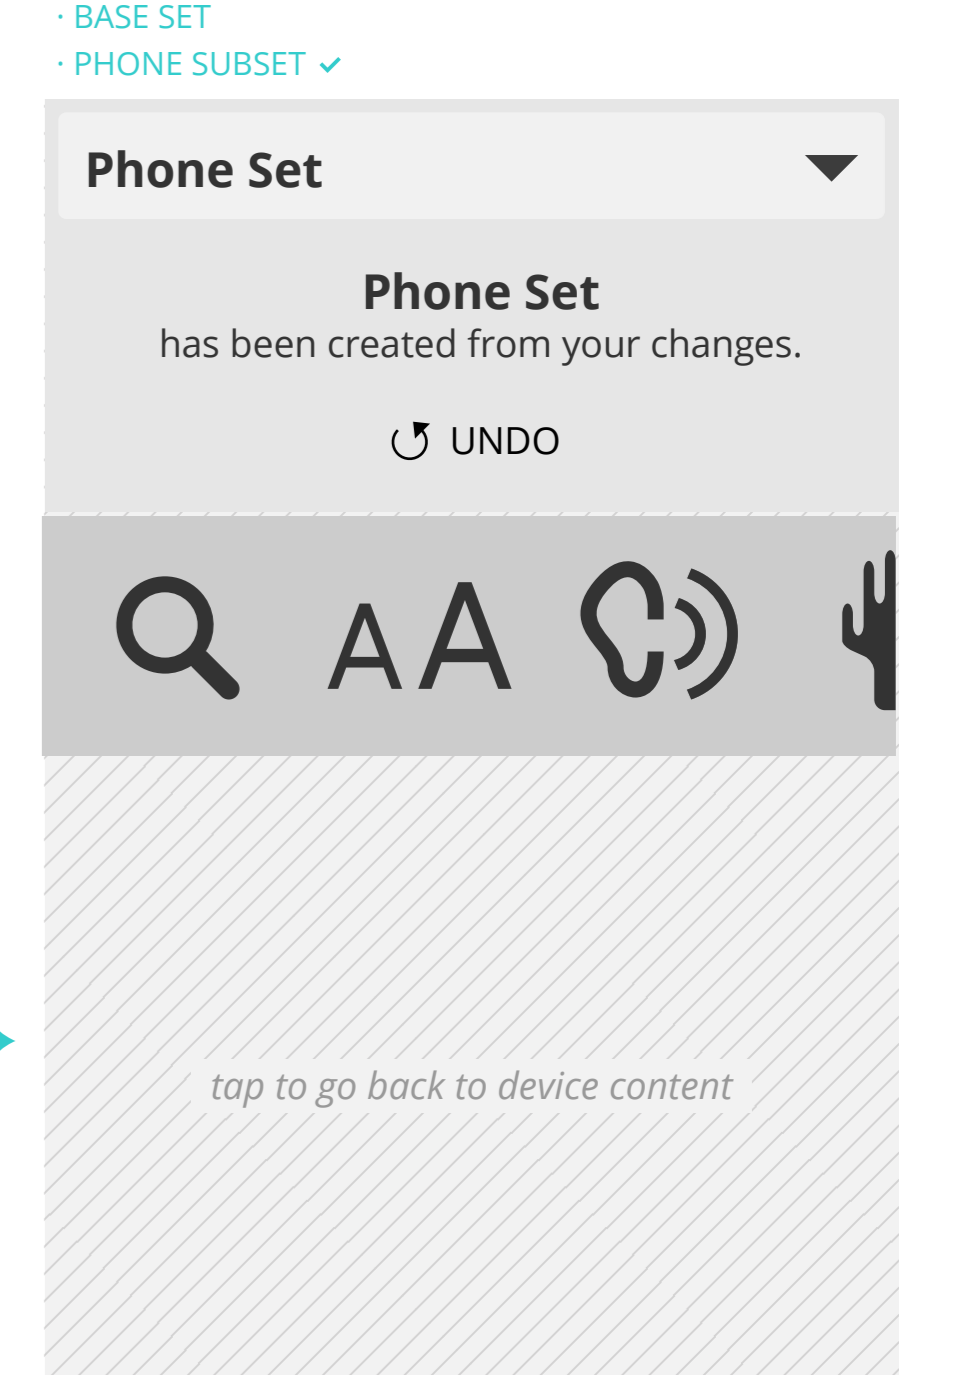 · BASE SET
· PHONE SUBSET ✓
Phone Set
Phone Set
has been created from your changes.
UNDO
AA
tap to go back to device content